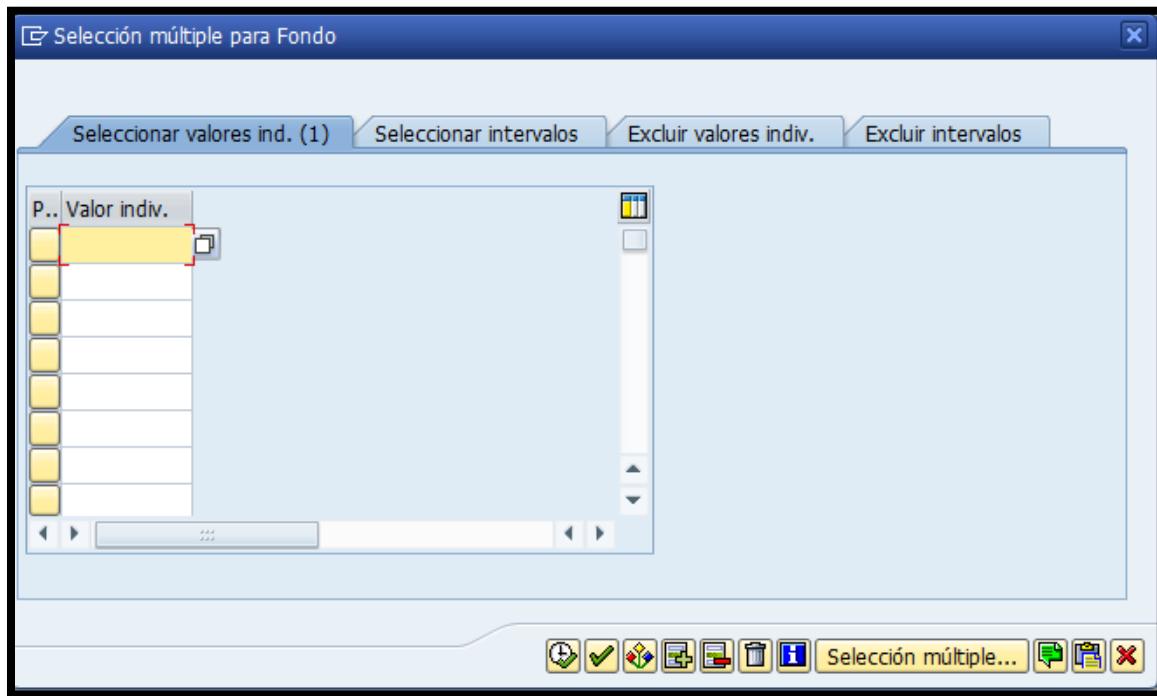 Selección múltiple para Fondo
Seleccionar valores ind. (1) Seleccionar intervalos Excluir valores indiv. Excluir intervalos
P.. Valor indiv.
Selección múltiple...